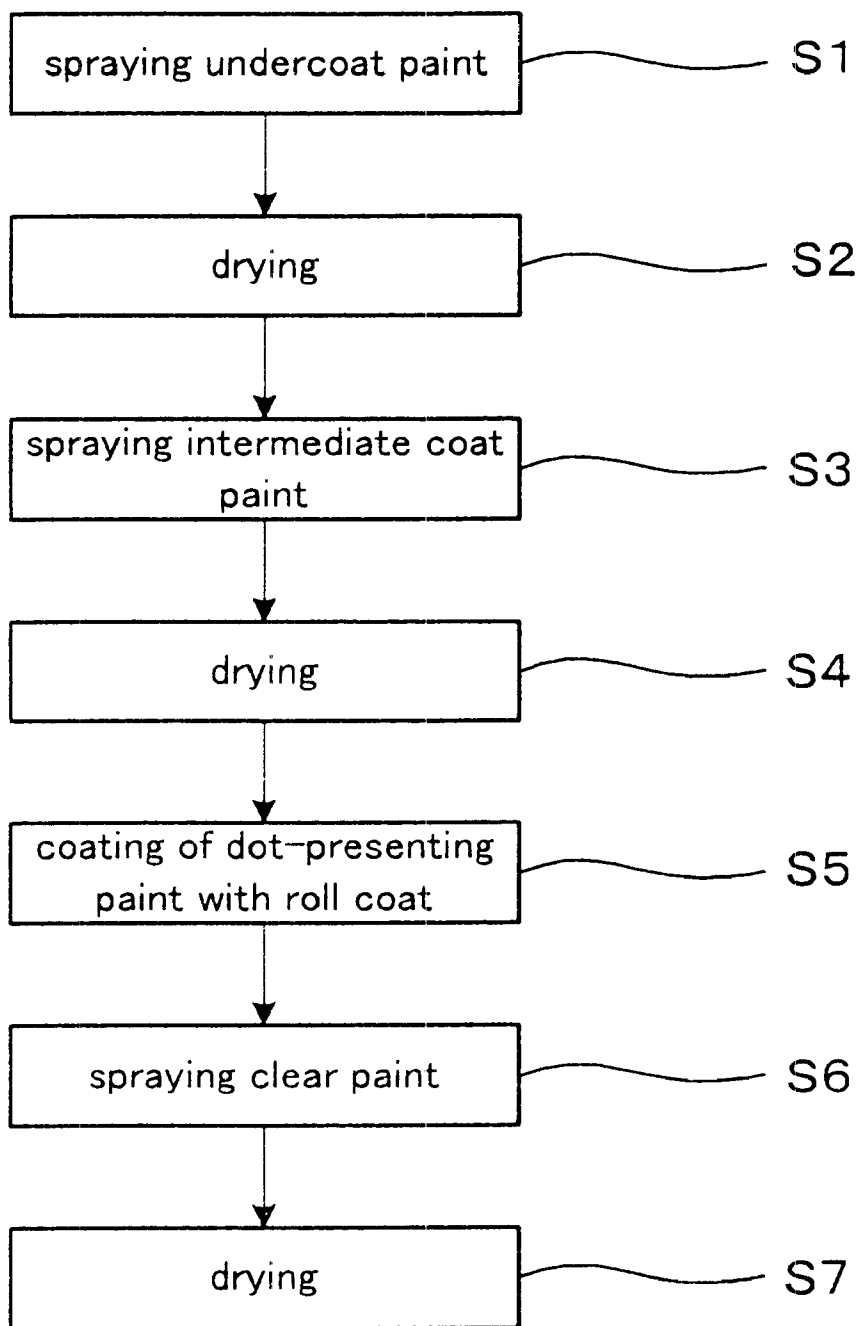 spraying undercoat paint S1
drying S2
spraying intermediate coat
paint S3
drying S4
coating of dot-presenting
paint with roll coat S5
spraying clear paint S6
drying S7